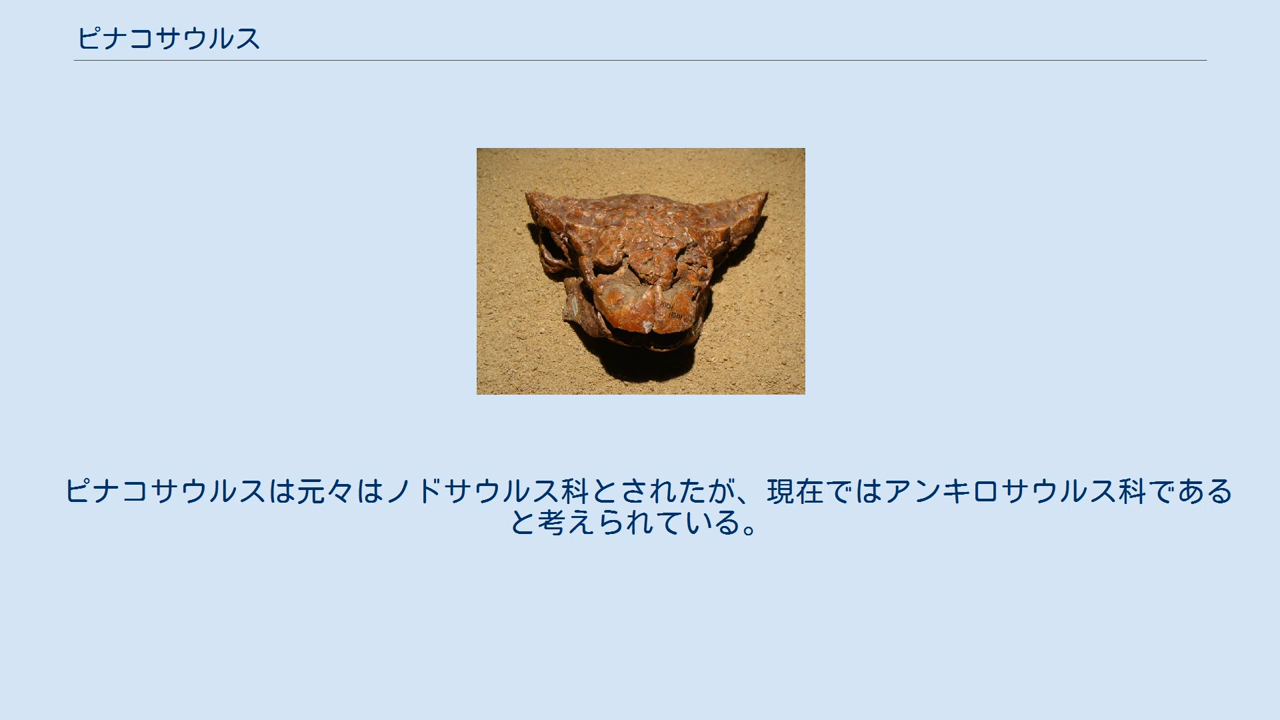 ピナコサウルス
ピナコサウルスは元々はノドサウルス科とされたが、現在ではアンキロサウルス科である
と考えられている。